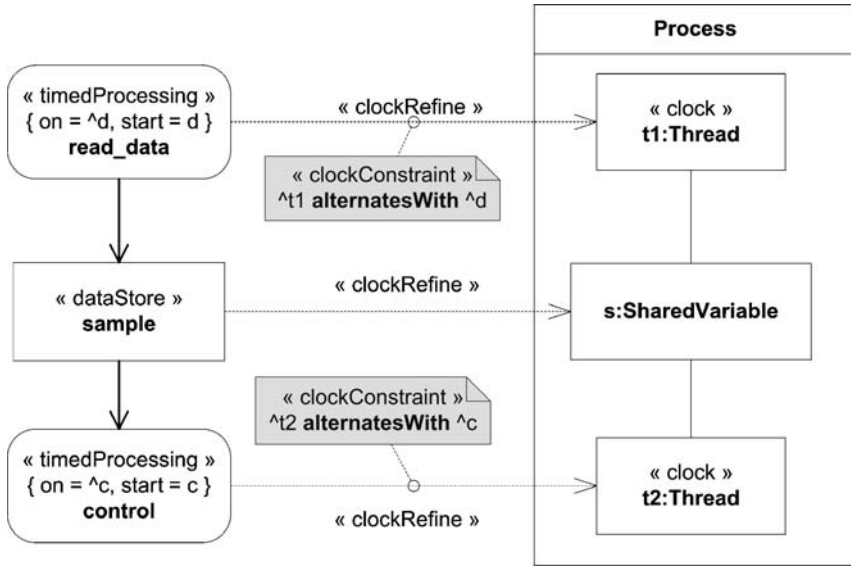 Process
« timedProcessing »
{ on = ^d, start = d }
read_data
« clockRefine »
« clock »
t1:Thread
« clockConstraint »
^t1 alternatesWith ^d
« dataStore »
sample
« clockRefine »
s:SharedVariable
« clockConstraint »
^t2 alternatesWith ^c
« timedProcessing »
{ on = ^c, start = c }
control
« clockRefine »
« clock »
t2:Thread